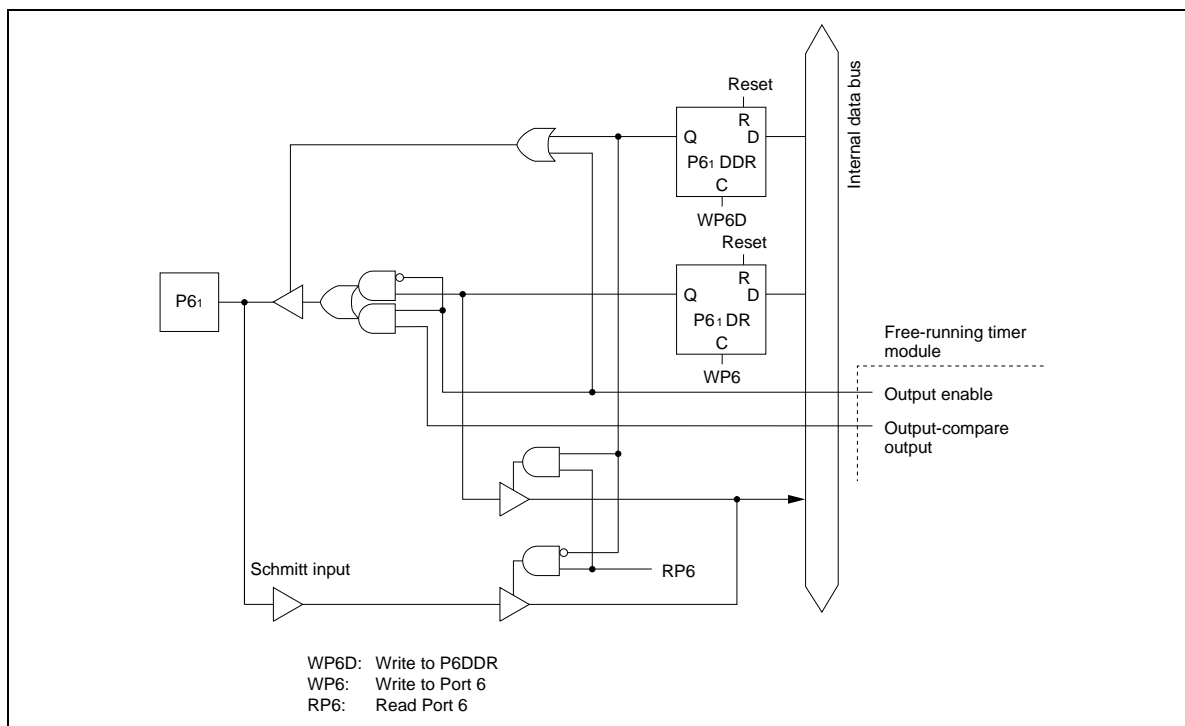 Reset
R
Q D
P6₁ DDR
C
WP6D
Internal data bus
Reset
R
Q D
P6₁ DR
C
WP6
P6₁
Free-running timer
module
Output enable
Output-compare
output
Schmitt input
RP6
WP6D: Write to P6DDR
WP6: Write to Port 6
RP6: Read Port 6